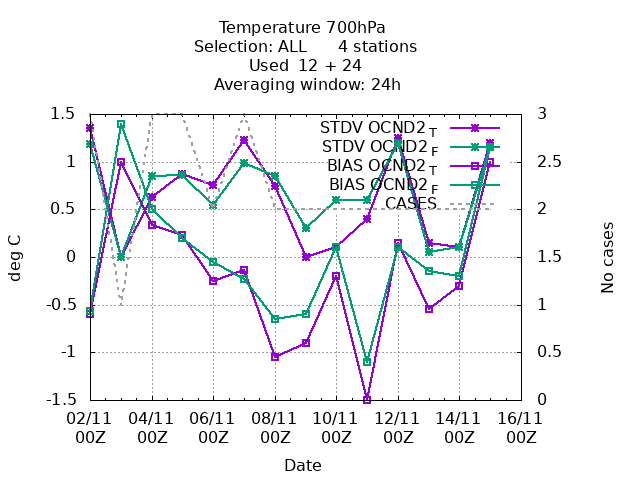 Temperature 700hPa
Selection: ALL 4 stations
Used 12 + 24
Averaging window: 24h
1.5
1
0.5
0
-0.5
-1
-1.5
deg C
3
2.5
2
1.5
1
0.5
0
No cases
STDV OCND2 T
STDV OCND2 F
BIAS OCND2 T
BIAS OCND2 F
CASES
02/11 04/11 06/11 08/11 10/11 12/11 14/11 16/11
00Z 00Z 00Z 00Z 00Z 00Z 00Z 00Z
Date